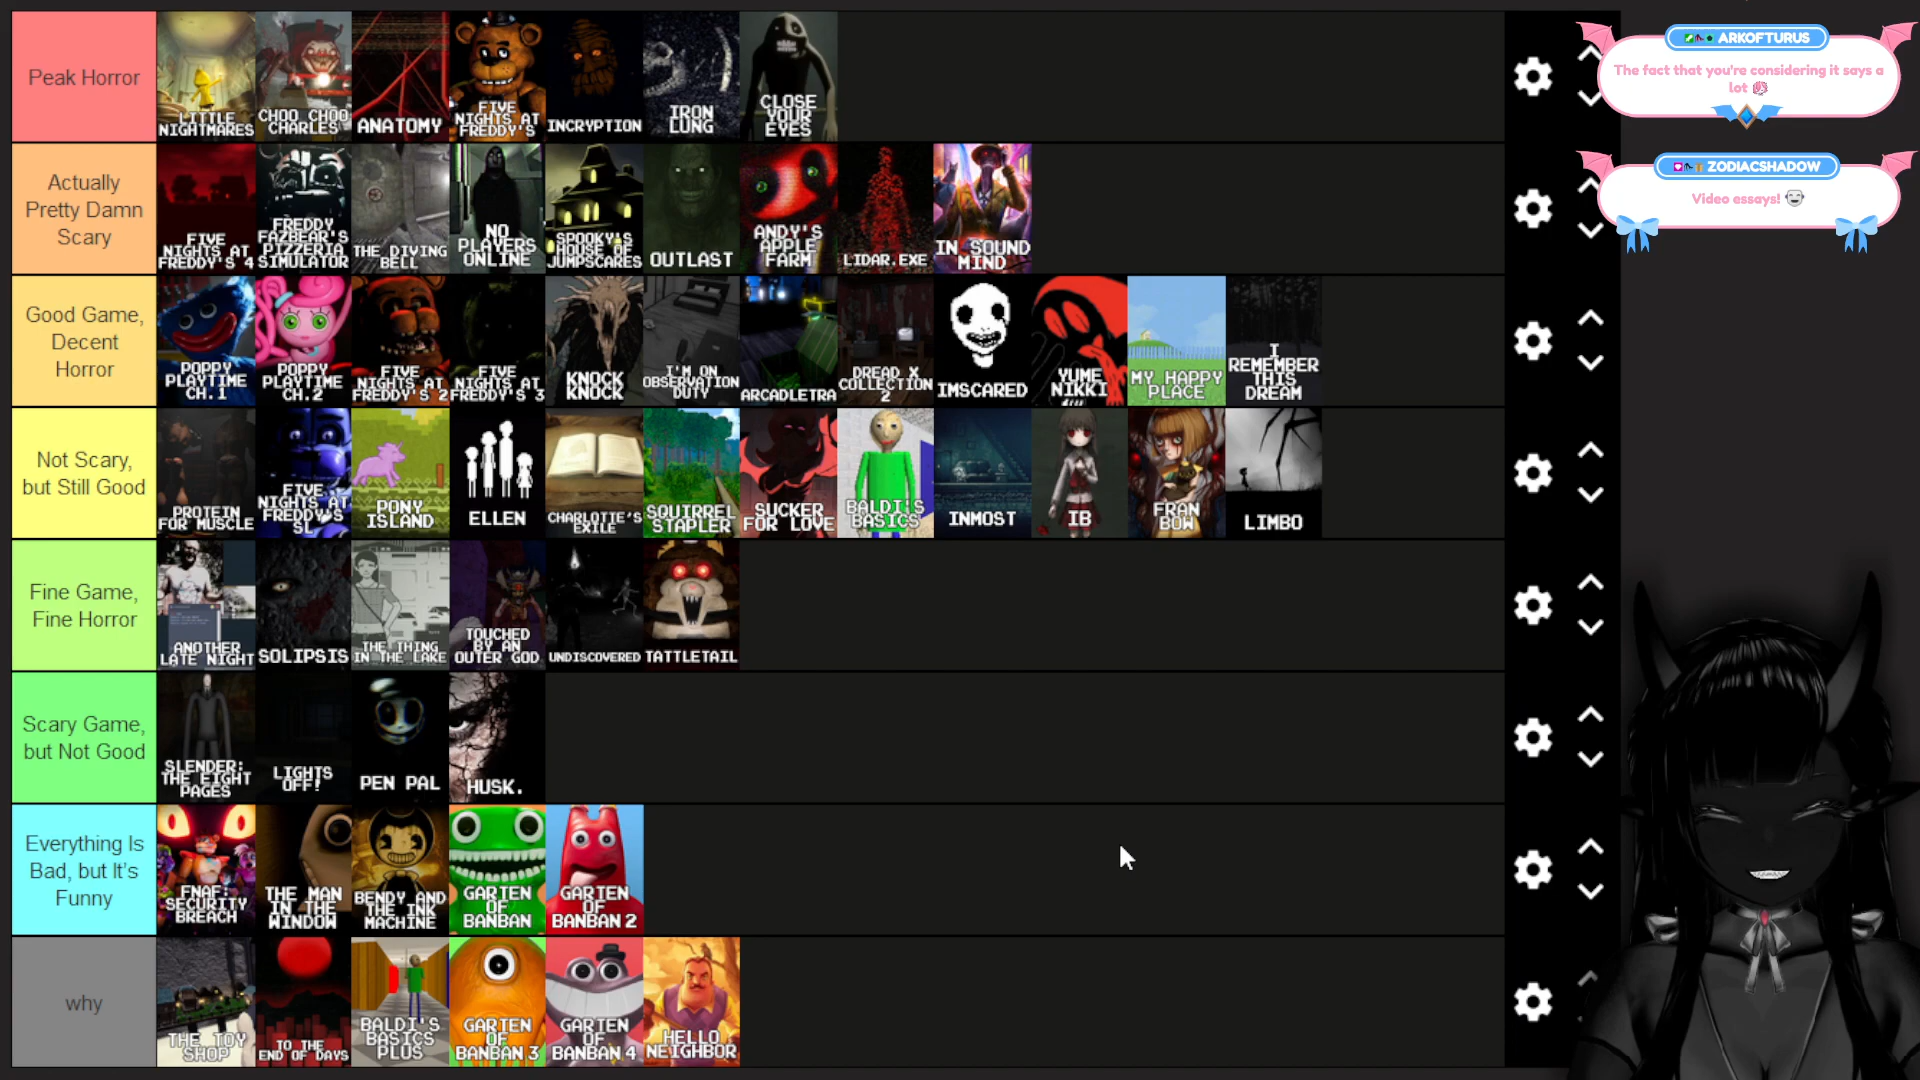 Peak Horror
LITTLE
NIGHTMARES
CHOO CHOO
CHARLES
ANATOMY
FIVE
NIGHTS AT
FREDDY'S
INCRYPTION
IRON
LUNG
CLOSE
YOUR
EYES
Actually
Pretty Damn
Scary
FIVE
NIGHTS AT
FREDDY'S 4
FREDDY
FAZBEAR'S
PIZZERIA
SIMULATOR
THE DIVING
BELL
NO
PLAYERS
ONLINE
SPOOKY'S
HOUSE OF
JUMPSCARES
OUTLAST
ANDY'S
APPLE
FARM
LIDAR.EXE
IN SOUND
MIND
Good Game,
Decent
Horror
POPPY
PLAYTIME
CH.1
POPPY
PLAYTIME
CH.2
FIVE
NIGHTS AT
FREDDY'S 2
FIVE
NIGHTS AT
FREDDY'S 3
KNOCK
KNOCK
I'M ON
OBSERVATION
DUTY
ARCADLETRA
DREAD X
COLLECTION
2
IMSCARED
YUME
NIKKI
MY HAPPY
PLACE
I
REMEMBER
THIS
DREAM
Not Scary,
but Still Good
PROTEIN
FOR MUSCLE
FIVE
NIGHTS AT
FREDDY'S
SL
PONY
ISLAND
ELLEN
CHARLOTTE'S
EXILE
SQUIRREL
STAPLER
SUCKER
FOR LOVE
BALDI'S
BASICS
INMOST
IB
FRAN
BOW
LIMBO
Fine Game,
Fine Horror
ANOTHER
LATE NIGHT
SOLIPSIS
THE THING
IN THE LAKE
TOUCHED
BY AN
OUTER GOD
UNDISCOVERED
TATTLETAIL
Scary Game,
but Not Good
SLENDER:
THE EIGHT
PAGES
LIGHTS
OFF!
PEN PAL
HUSK.
Everything Is
Bad, but It's
Funny
FNAF:
SECURITY
BREACH
THE MAN
IN THE
WINDOW
BENDY AND
THE INK
MACHINE
GARTEN
OF
BANBAN
GARTEN
OF
BANBAN 2
why
THE TOY
SHOP
TO THE
END OF DAYS
BALDI'S
BASICS
PLUS
GARTEN
OF
BANBAN 3
GARTEN
OF
BANBAN 4
HELLO
NEIGHBOR
ARKOFTURUS
The fact that you're considering it says a
lot
ZODIACSHADOW
Video essays!